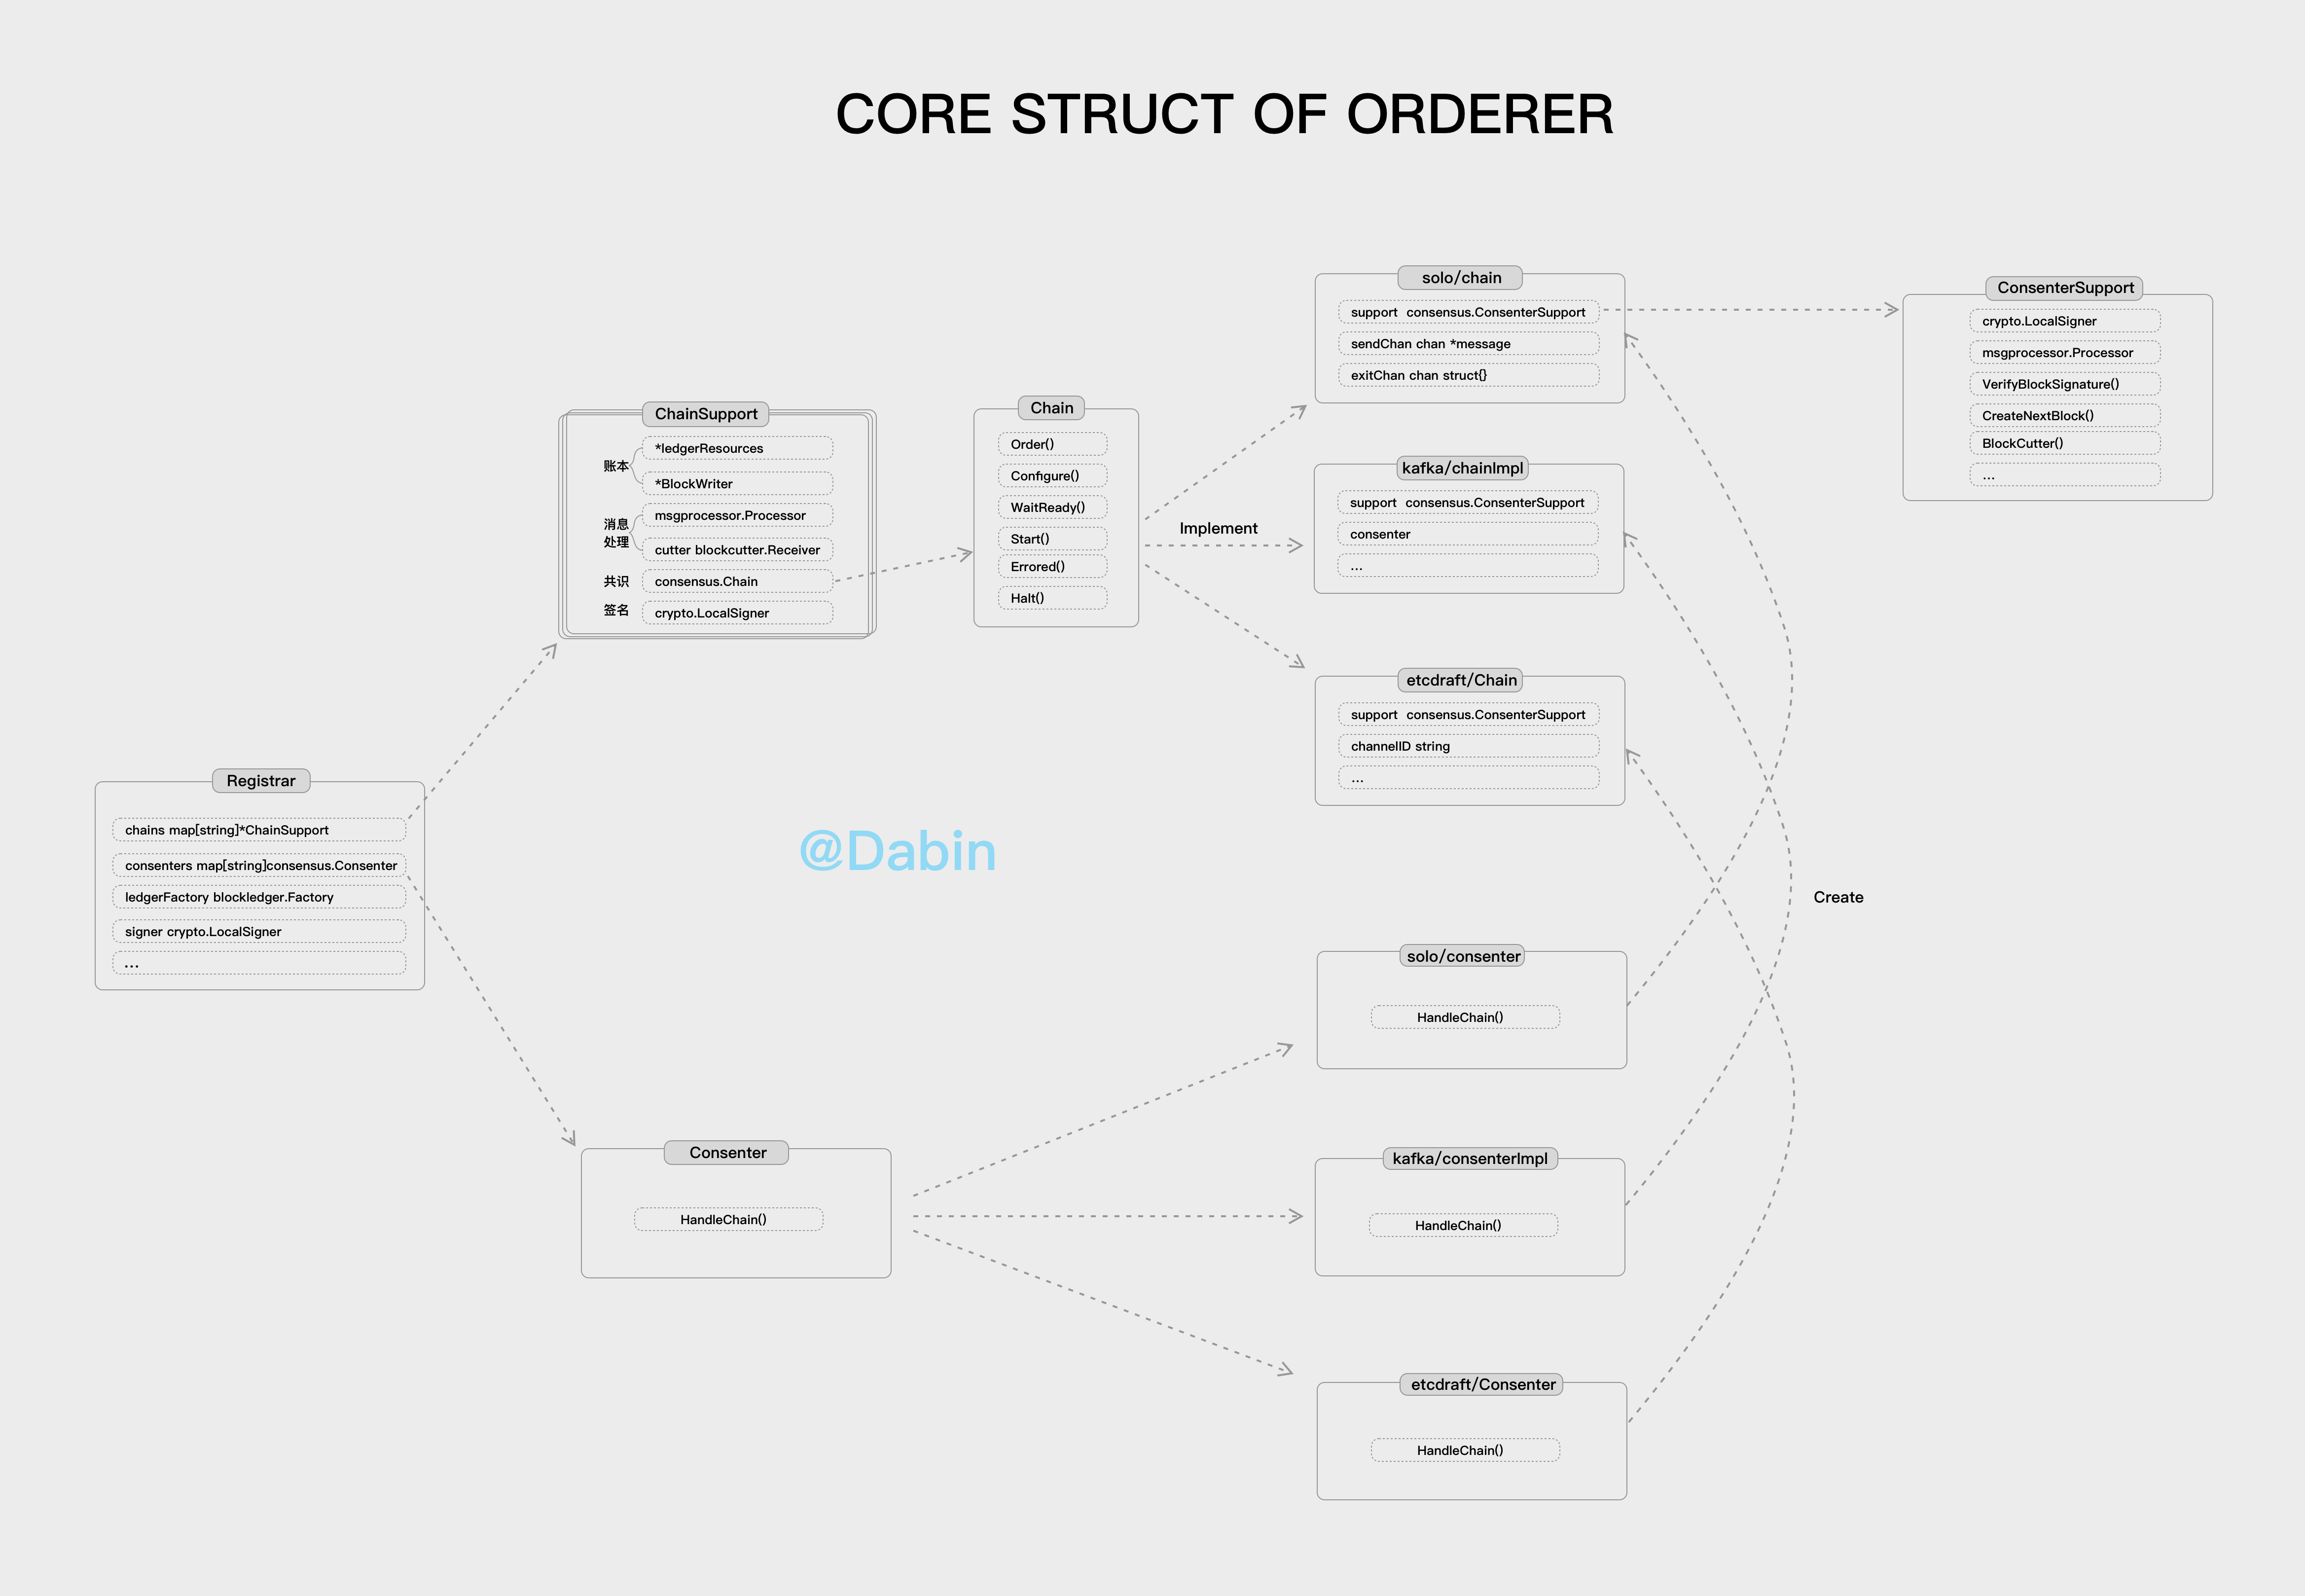 CORE STRUCT OF ORDERER
solo/chain
support  consensus.ConsenterSupport
sendChan chan *message
exitChan chan struct{}
ConsenterSupport
crypto.LocalSigner
msgprocessor.Processor
VerifyBlockSignature()
CreateNextBlock()
BlockCutter()
...
ChainSupport
账本
*ledgerResources
*BlockWriter
消息
处理
msgprocessor.Processor
cutter blockcutter.Receiver
共识
consensus.Chain
签名
crypto.LocalSigner
Chain
Order()
Configure()
WaitReady()
Start()
Errored()
Halt()
Implement
kafka/chainImpl
support  consensus.ConsenterSupport
consenter
...
etcdraft/Chain
support  consensus.ConsenterSupport
channelID string
...
Registrar
chains map[string]*ChainSupport
consenters map[string]consensus.Consenter
ledgerFactory blockledger.Factory
signer crypto.LocalSigner
...
@Dabin
Create
solo/consenter
HandleChain()
Consenter
HandleChain()
kafka/consenterImpl
HandleChain()
etcdraft/Consenter
HandleChain()